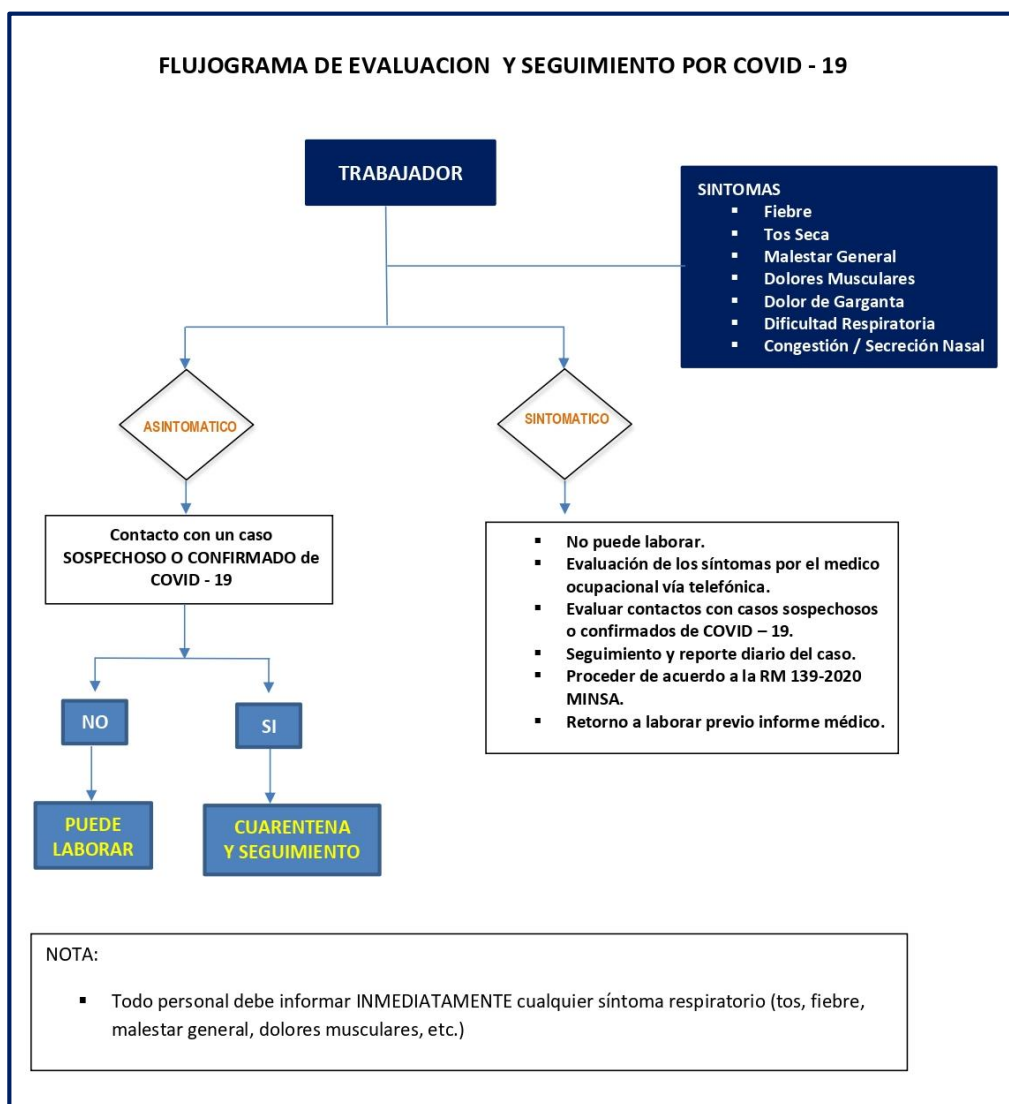 FLUJOGRAMA DE EVALUACION Y SEGUIMIENTO POR COVID - 19
TRABAJADOR
SINTOMAS
▪ Fiebre
▪ Tos Seca
▪ Malestar General
▪ Dolores Musculares
▪ Dolor de Garganta
▪ Dificultad Respiratoria
▪ Congestión / Secreción Nasal
ASINTOMATICO
SINTOMATICO
Contacto con un caso
SOSPECHOSO O CONFIRMADO de
COVID - 19
▪ No puede laborar.
▪ Evaluación de los síntomas por el medico
ocupacional vía telefónica.
▪ Evaluar contactos con casos sospechosos
o confirmados de COVID – 19.
▪ Seguimiento y reporte diario del caso.
▪ Proceder de acuerdo a la RM 139-2020
MINSA.
▪ Retorno a laborar previo informe médico.
NO
SI
PUEDE
LABORAR
CUARENTENA
Y SEGUIMIENTO
NOTA:
▪ Todo personal debe informar INMEDIATAMENTE cualquier síntoma respiratorio (tos, fiebre,
malestar general, dolores musculares, etc.)